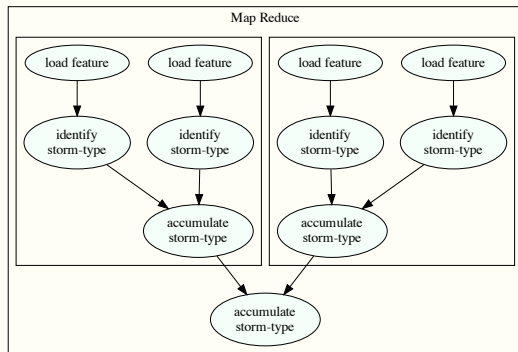 Map Reduce
load feature
load feature
load feature
load feature
identify
storm-type
identify
storm-type
identify
storm-type
identify
storm-type
accumulate
storm-type
accumulate
storm-type
accumulate
storm-type